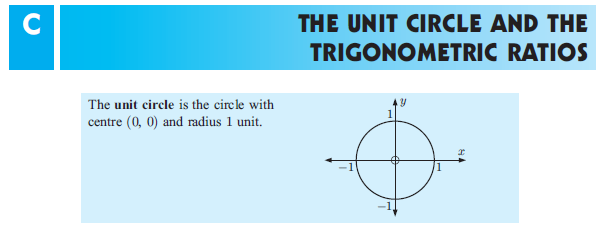 C
THE UNIT CIRCLE AND THE
TRIGONOMETRIC RATIOS
The unit circle is the circle with
centre (0, 0) and radius 1 unit.
y
1
x
−1
1
−1